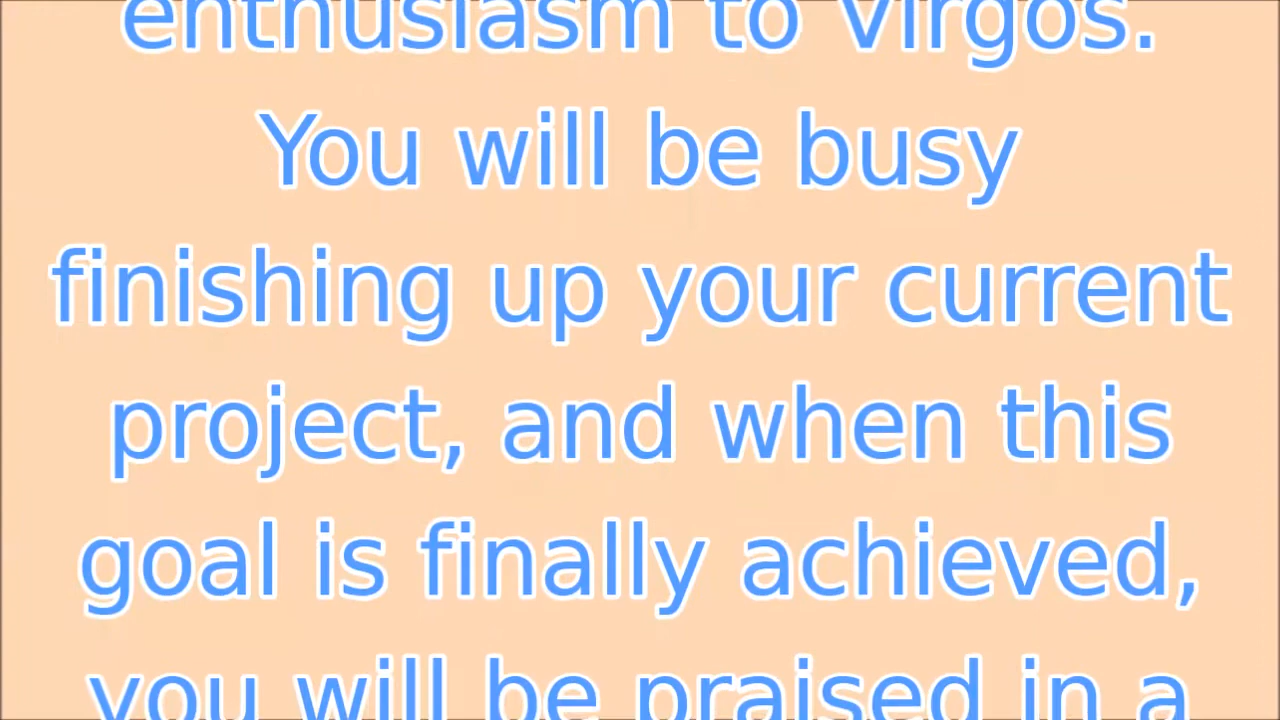 enthusiasm to Virgos.
You will be busy
finishing up your current
project, and when this
goal is finally achieved,
you will be praised in a